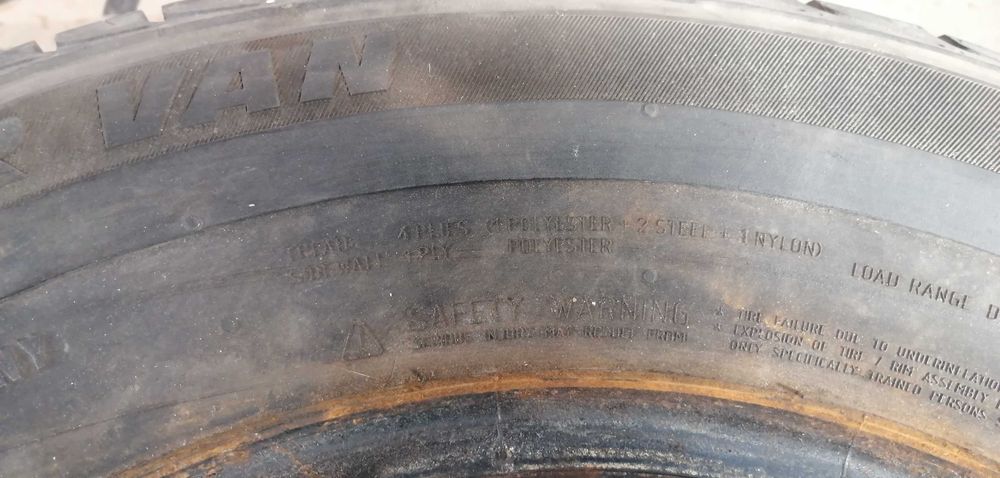 VAN
TREAD 4 PLIES (1 POLYESTER + 2 STEEL + 1 NYLON)
SIDEWALL 1 PLY POLYESTER
LOAD RANGE D
SAFETY WARNING
SERIOUS INJURY MAY RESULT FROM
* TIRE FAILURE DUE TO UNDERINFLATION
* EXPLOSION OF TIRE / RIM ASSEMBLY
ONLY SPECIFICALLY TRAINED PERSONS